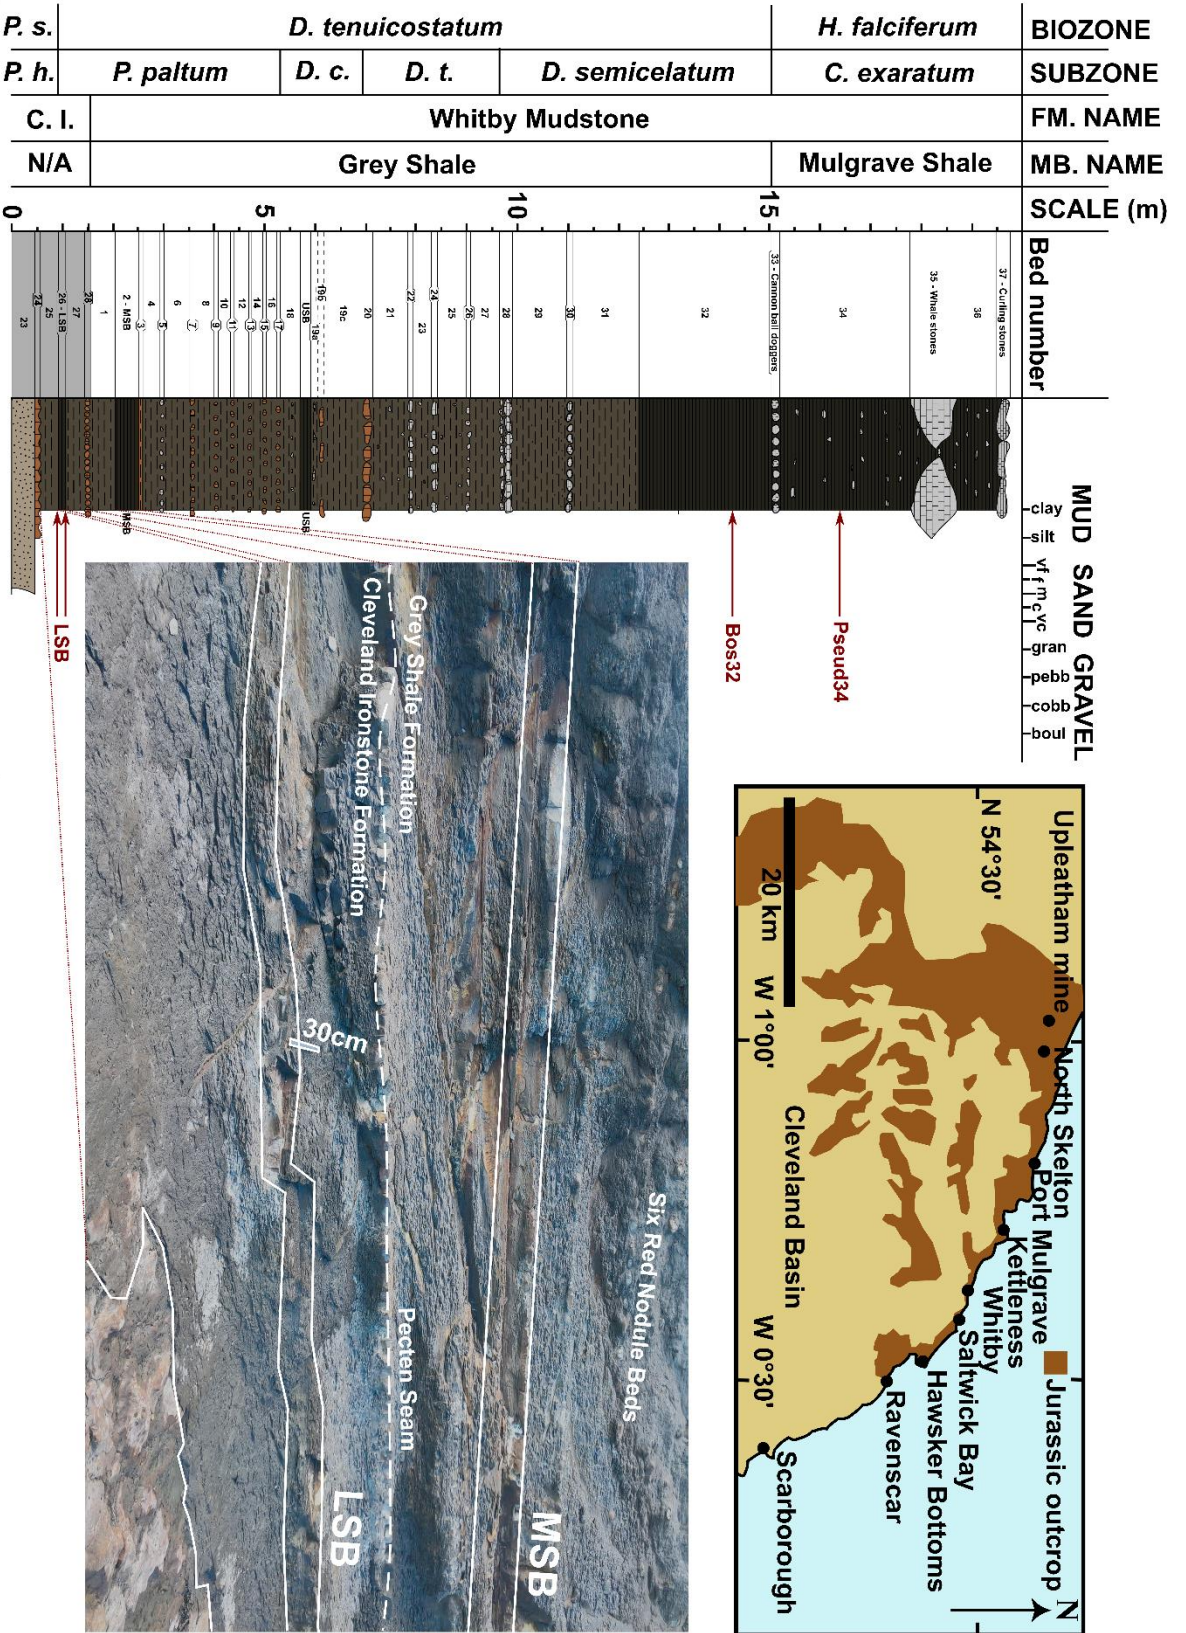 P. s.
D. tenuicostatum
H. falciferum
BIOZONE
P. h.
P. paltum
D. c.
D. t.
D. semicelatum
C. exaratum
SUBZONE
C. I.
Whitby Mudstone
FM. NAME
N/A
Grey Shale
Mulgrave Shale
MB. NAME
0
5
10
15
SCALE (m)
Bed number
23
24
25
26 - LSB
27
28
1
2 - MSB
3
4
5
6
7
8
9
10
11
12
13
14
15
16
17
18
USB
19a
19b
19c
20
21
22
23
24
25
26
27
28
29
30
31
32
33 - Cannon ball doggers
34
35 - Whale stones
36
37 - Curling stones
MSB
USB
MUD SAND GRAVEL
clay
silt
vf
f
m
c
vc
gran
pebb
cobb
boul
LSB
Bos32
Pseud34
Grey Shale Formation
Cleveland Ironstone Formation
30cm
Six Red Nodule Beds
Pecten Seam
MSB
LSB
N 54°30'
20 km
W 1°00'
W 0°30'
Upleatham mine
North Skelton
Port Mulgrave
Kettleness
Whitby
Saltwick Bay
Hawsker Bottoms
Ravenscar
Scarborough
Cleveland Basin
Jurassic outcrop
N